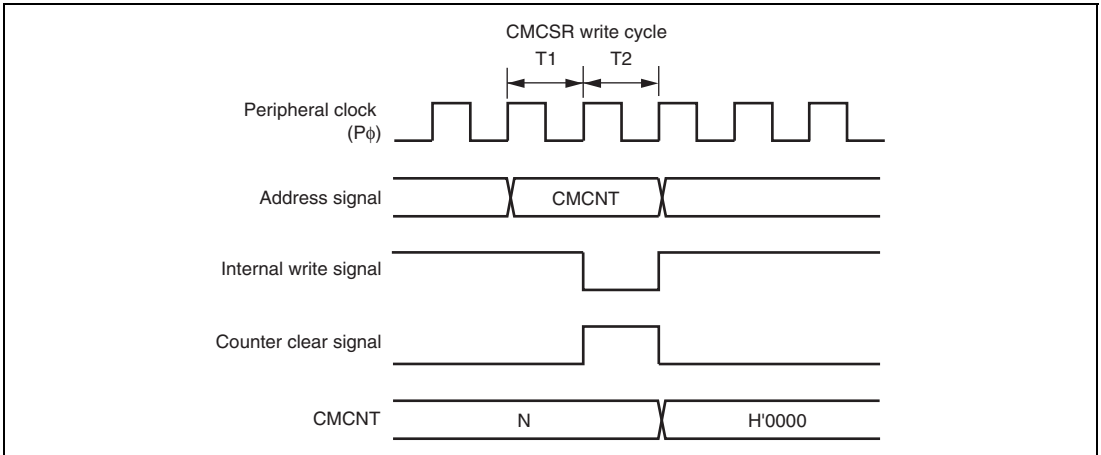 CMCSR write cycle
T1 T2
Peripheral clock
(Pφ)
Address signal CMCNT
Internal write signal
Counter clear signal
CMCNT N H'0000